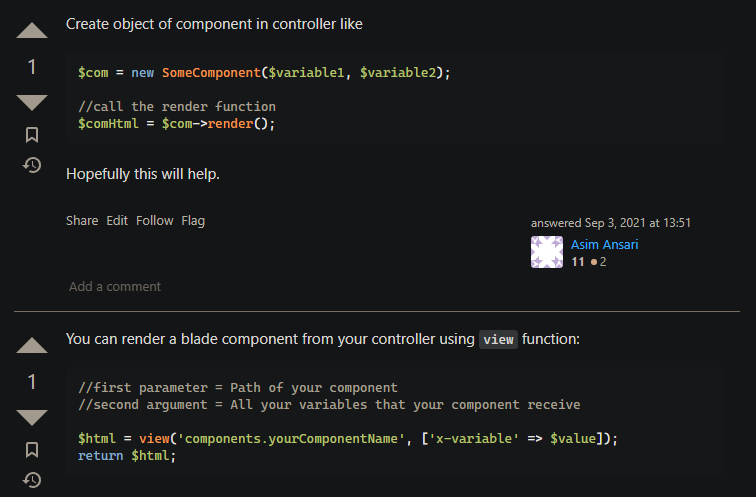 Create object of component in controller like
1
$com = new SomeComponent($variable1, $variable2);
//call the render function
$comHtml = $com->render();
Hopefully this will help.
Share Edit Follow Flag
answered Sep 3, 2021 at 13:51
Asim Ansari
11 ●2
Add a comment
You can render a blade component from your controller using view function:
1
//first parameter = Path of your component
//second argument = All your variables that your component receive
$html = view('components.yourComponentName', ['x-variable' => $value]);
return $html;